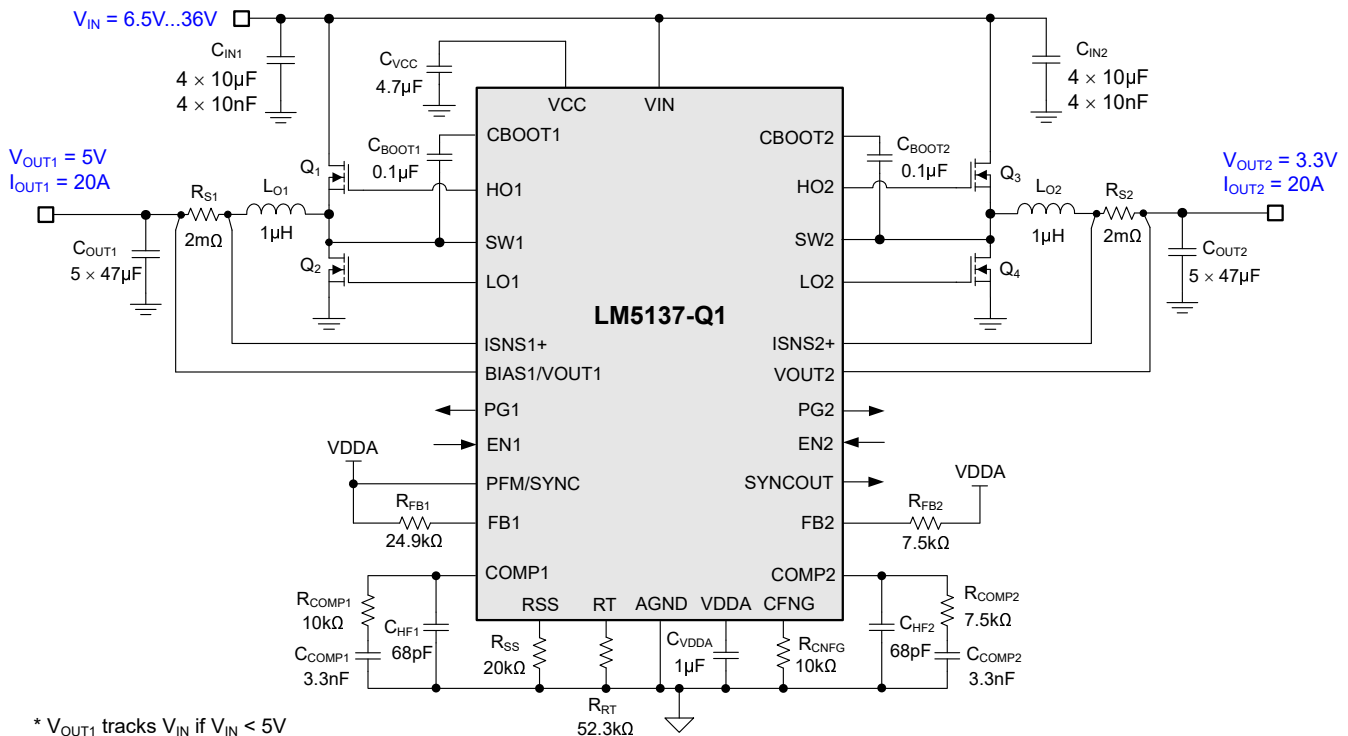 VIN = 6.5V...36V
CIN1
4 × 10µF
4 × 10nF
CVCC
4.7µF
CIN2
4 × 10µF
4 × 10nF
VCC
VIN
VOUT1 = 5V
IOUT1 = 20A
VOUT2 = 3.3V
IOUT2 = 20A
CBOOT1
CBOOT2
CBOOT1
0.1µF
CBOOT2
0.1µF
Q1
Q3
HO1
HO2
RS1
2mΩ
LO1
1µH
LO2
1µH
RS2
2mΩ
SW1
SW2
COUT1
5 × 47µF
COUT2
5 × 47µF
Q2
Q4
LO1
LO2
LM5137-Q1
ISNS1+
ISNS2+
BIAS1/VOUT1
VOUT2
PG1
PG2
EN1
EN2
VDDA
VDDA
PFM/SYNC
SYNCOUT
RFB1
24.9kΩ
RFB2
7.5kΩ
FB1
FB2
COMP1
COMP2
RSS
RT
AGND
VDDA
CFNG
RCOMP1
10kΩ
CHF1
68pF
CCOMP1
3.3nF
RSS
20kΩ
RRT
52.3kΩ
CVDDA
1µF
RCNFG
10kΩ
CHF2
68pF
RCOMP2
7.5kΩ
CCOMP2
3.3nF
* VOUT1 tracks VIN if VIN < 5V